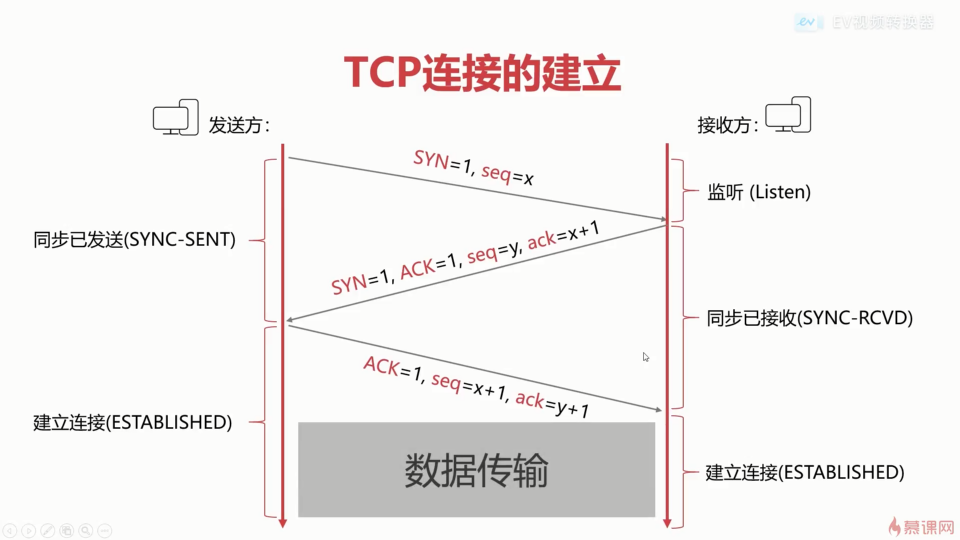 EV视频转换器
TCP连接的建立
发送方:
接收方:
SYN=1, seq=x
监听 (Listen)
同步已发送(SYNC-SENT)
SYN=1, ACK=1, seq=y, ack=x+1
同步已接收(SYNC-RCVD)
ACK=1, seq=x+1, ack=y+1
建立连接(ESTABLISHED)
数据传输
建立连接(ESTABLISHED)
慕课网